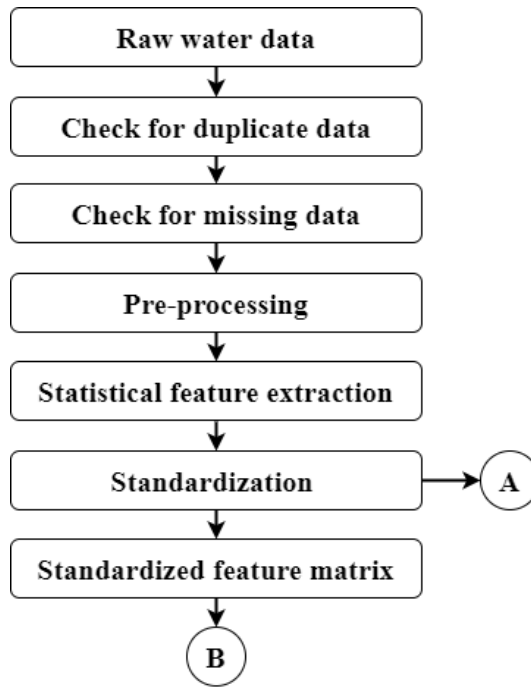 Raw water data
Check for duplicate data
Check for missing data
Pre-processing
Statistical feature extraction
Standardization
A
Standardized feature matrix
B